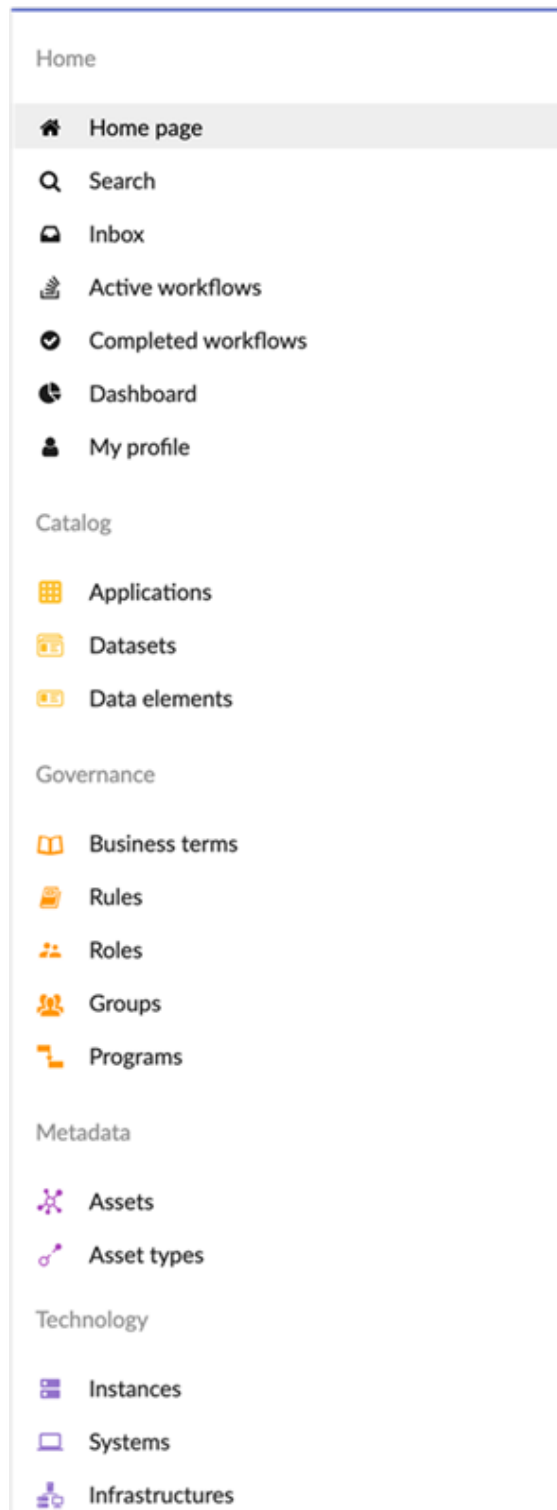 Home
Home page
Search
Inbox
Active workflows
Completed workflows
Dashboard
My profile
Catalog
Applications
Datasets
Data elements
Governance
Business terms
Rules
Roles
Groups
Programs
Metadata
Assets
Asset types
Technology
Instances
Systems
Infrastructures